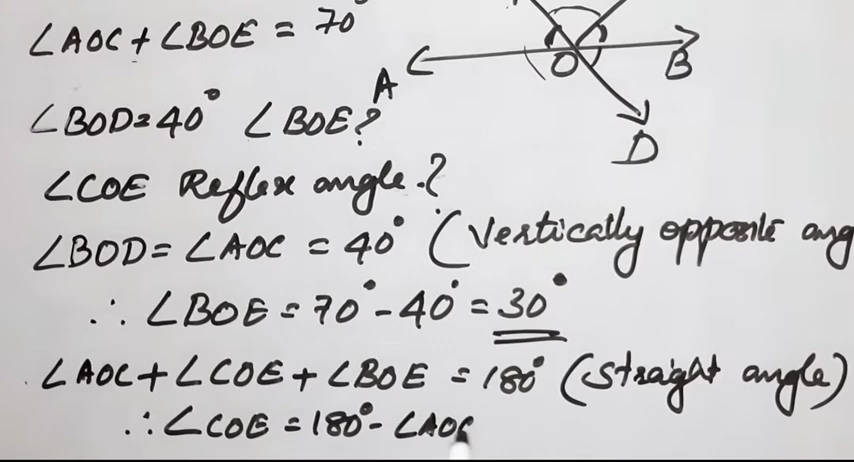 ∠AOC + ∠BOE = 70°
A O B
D
∠BOD = 40° ∠BOE?
∠COE Reflex angle.?
∠BOD = ∠AOC = 40° (Vertically opposite ang
∴ ∠BOE = 70° - 40° = 30°
∠AOC + ∠COE + ∠BOE = 180° (straight angle)
∴ ∠COE = 180° - ∠AOC